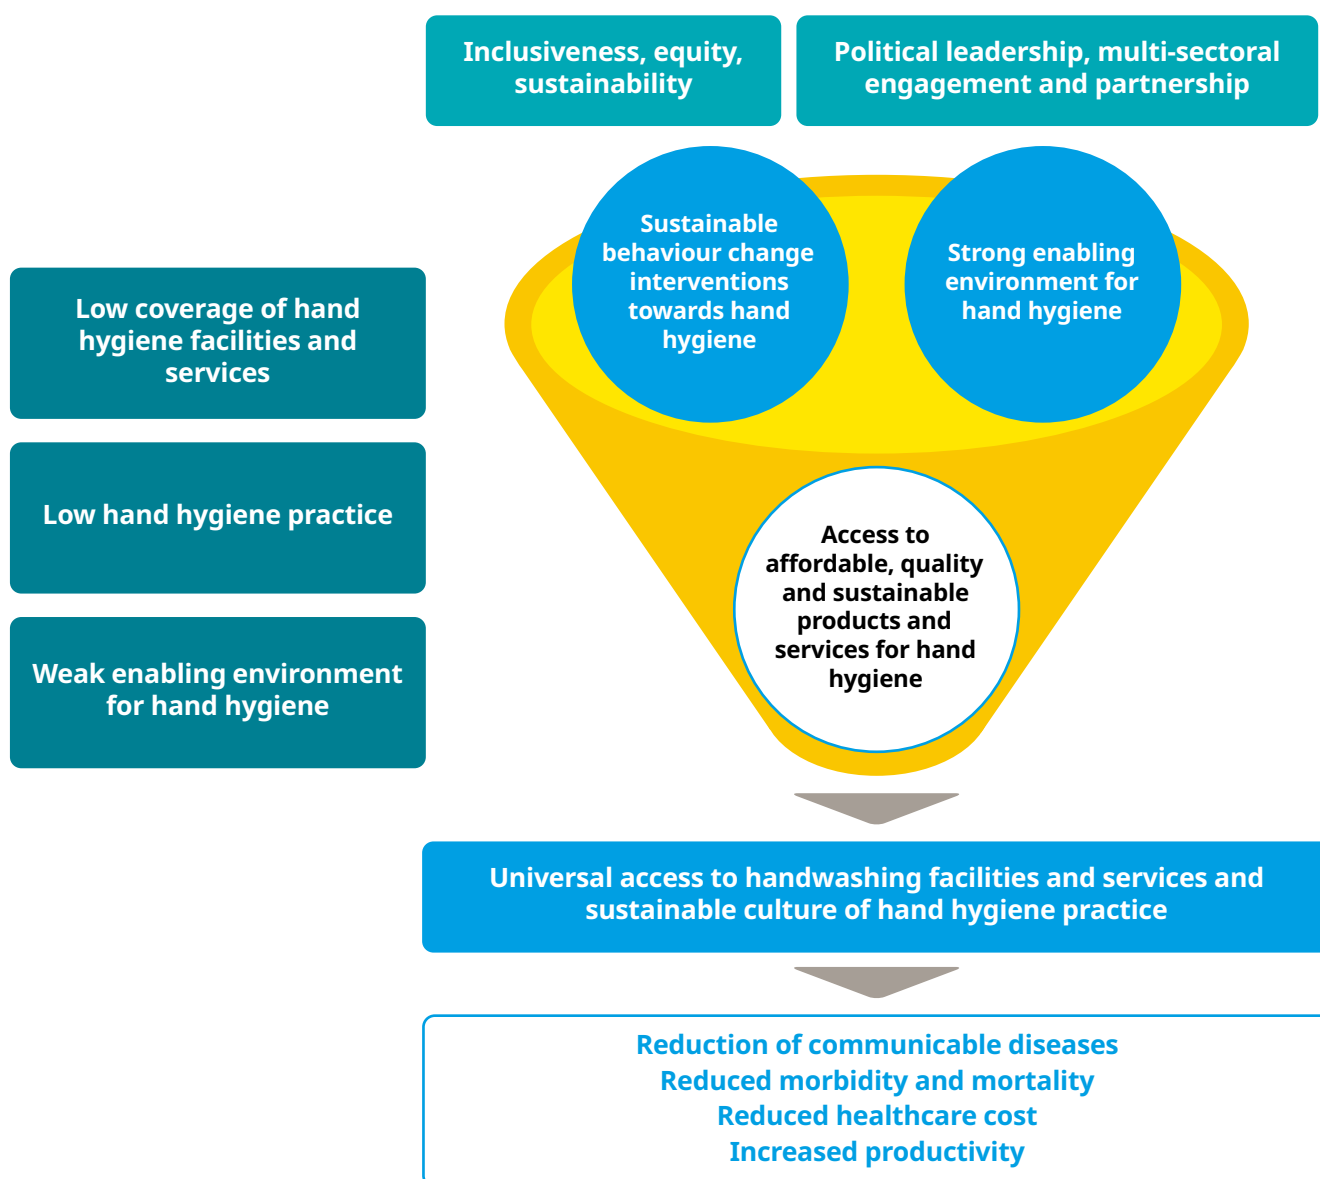 Inclusiveness, equity,
sustainability
Political leadership, multi-sectoral
engagement and partnership
Low coverage of hand
hygiene facilities and
services
Low hand hygiene practice
Weak enabling environment
for hand hygiene
Sustainable
behaviour change
interventions
towards hand
hygiene
Strong enabling
environment for
hand hygiene
Access to
affordable, quality
and sustainable
products and
services for hand
hygiene
Universal access to handwashing facilities and services and
sustainable culture of hand hygiene practice
Reduction of communicable diseases
Reduced morbidity and mortality
Reduced healthcare cost
Increased productivity